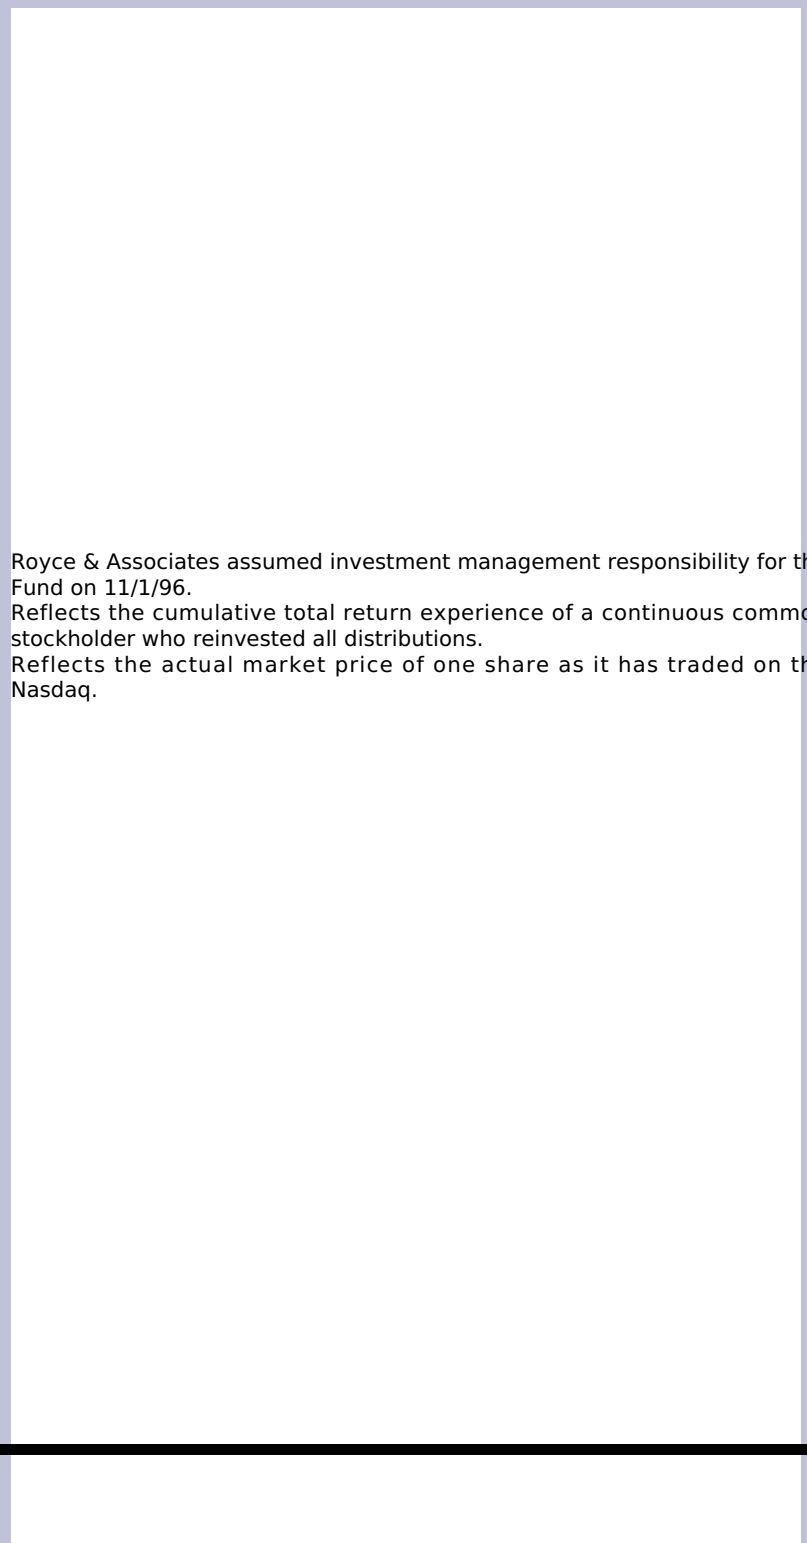 Royce & Associates assumed investment management responsibility for th
Fund on 11/1/96.
Reflects the cumulative total return experience of a continuous commo
stockholder who reinvested all distributions.
Reflects the actual market price of one share as it has traded on th
Nasdaq.